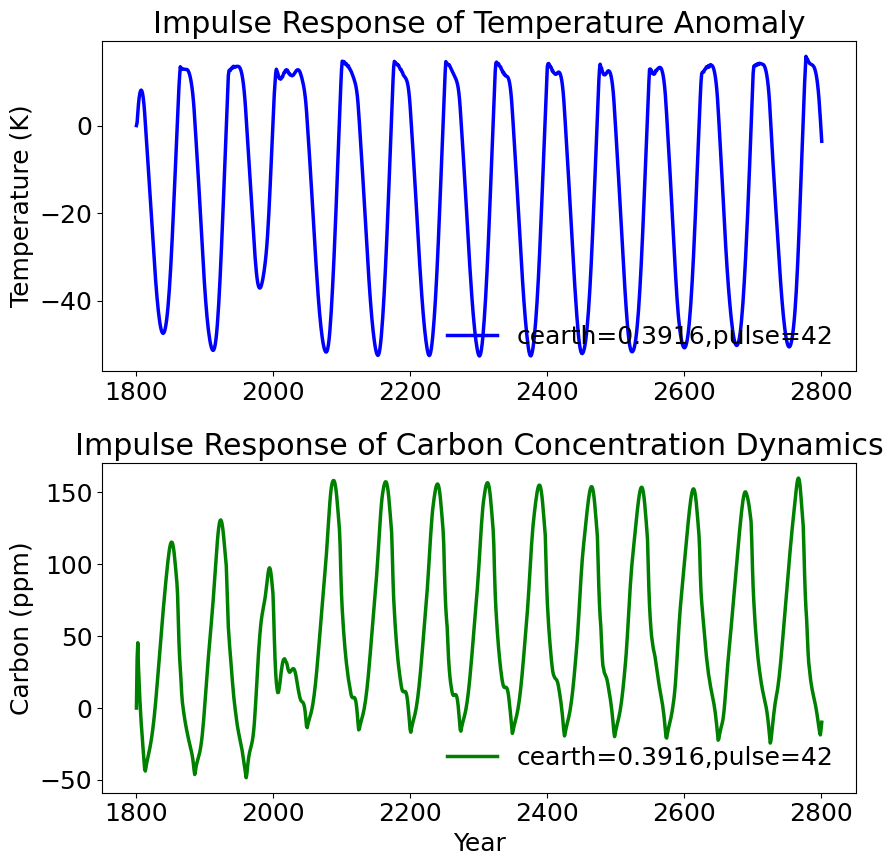 Impulse Response of Temperature Anomaly
Temperature (K)
0
−20
−40
cearth=0.3916,pulse=42
1800 2000 2200 2400 2600 2800
Impulse Response of Carbon Concentration Dynamics
Carbon (ppm)
150
100
50
0
−50
cearth=0.3916,pulse=42
1800 2000 2200 2400 2600 2800
Year